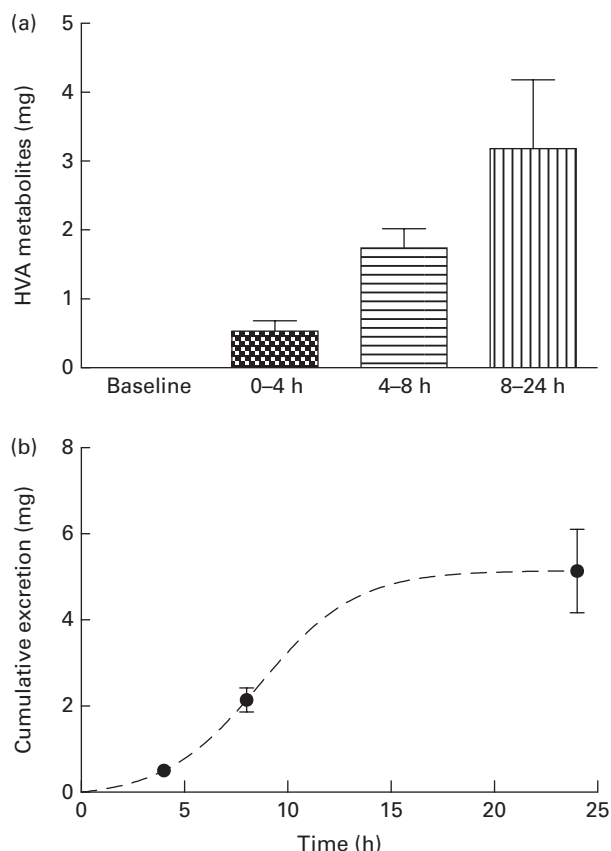 (a)
HVA metabolites (mg)
5
4
3
2
1
0
Baseline 0–4 h 4–8 h 8–24 h
(b)
Cumulative excretion (mg)
8
6
4
2
0
0 5 10 15 20 25
Time (h)